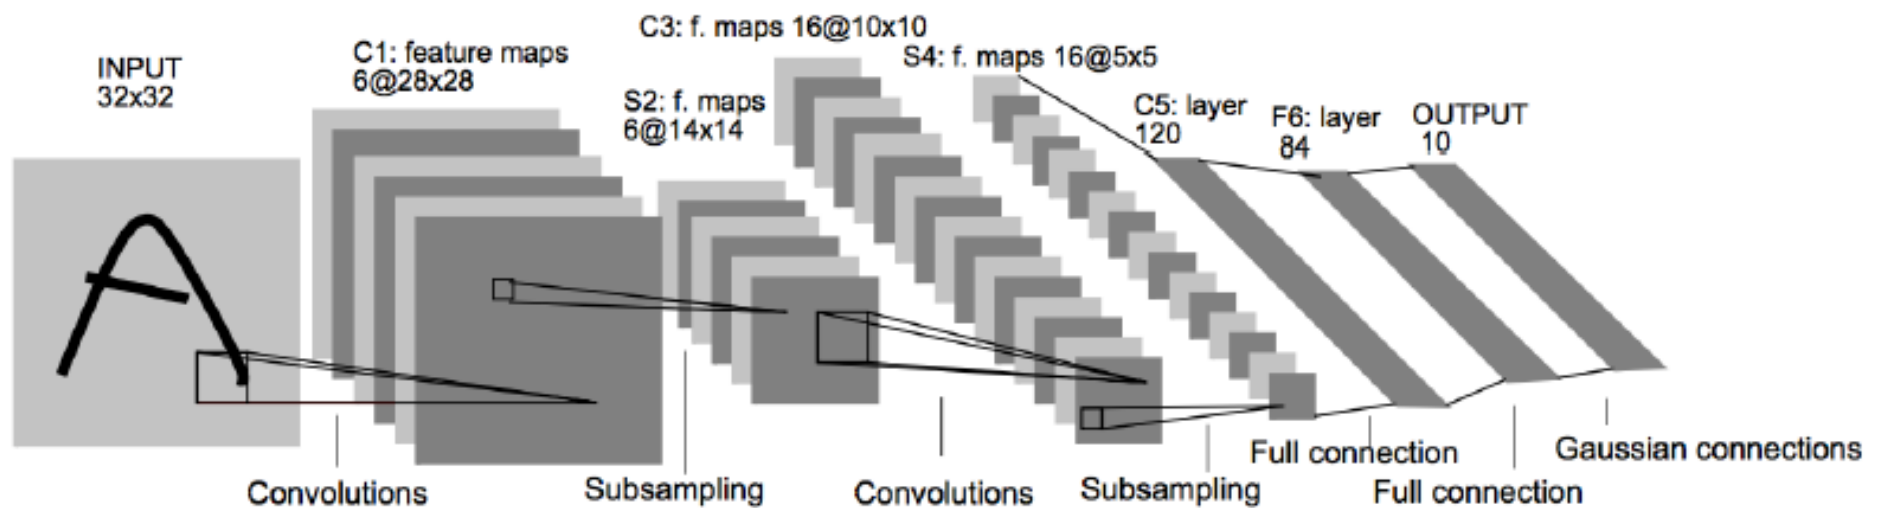 INPUT
32x32
C1: feature maps
6@28x28
S2: f. maps
6@14x14
C3: f. maps 16@10x10
S4: f. maps 16@5x5
C5: layer
120
F6: layer
84
OUTPUT
10
A
Convolutions
Subsampling
Convolutions
Subsampling
Full connection
Full connection
Gaussian connections